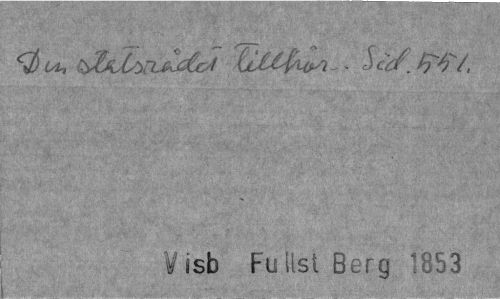 Den statsrådet tillhör. Sid. 551.
Visb Fullst Berg 1853